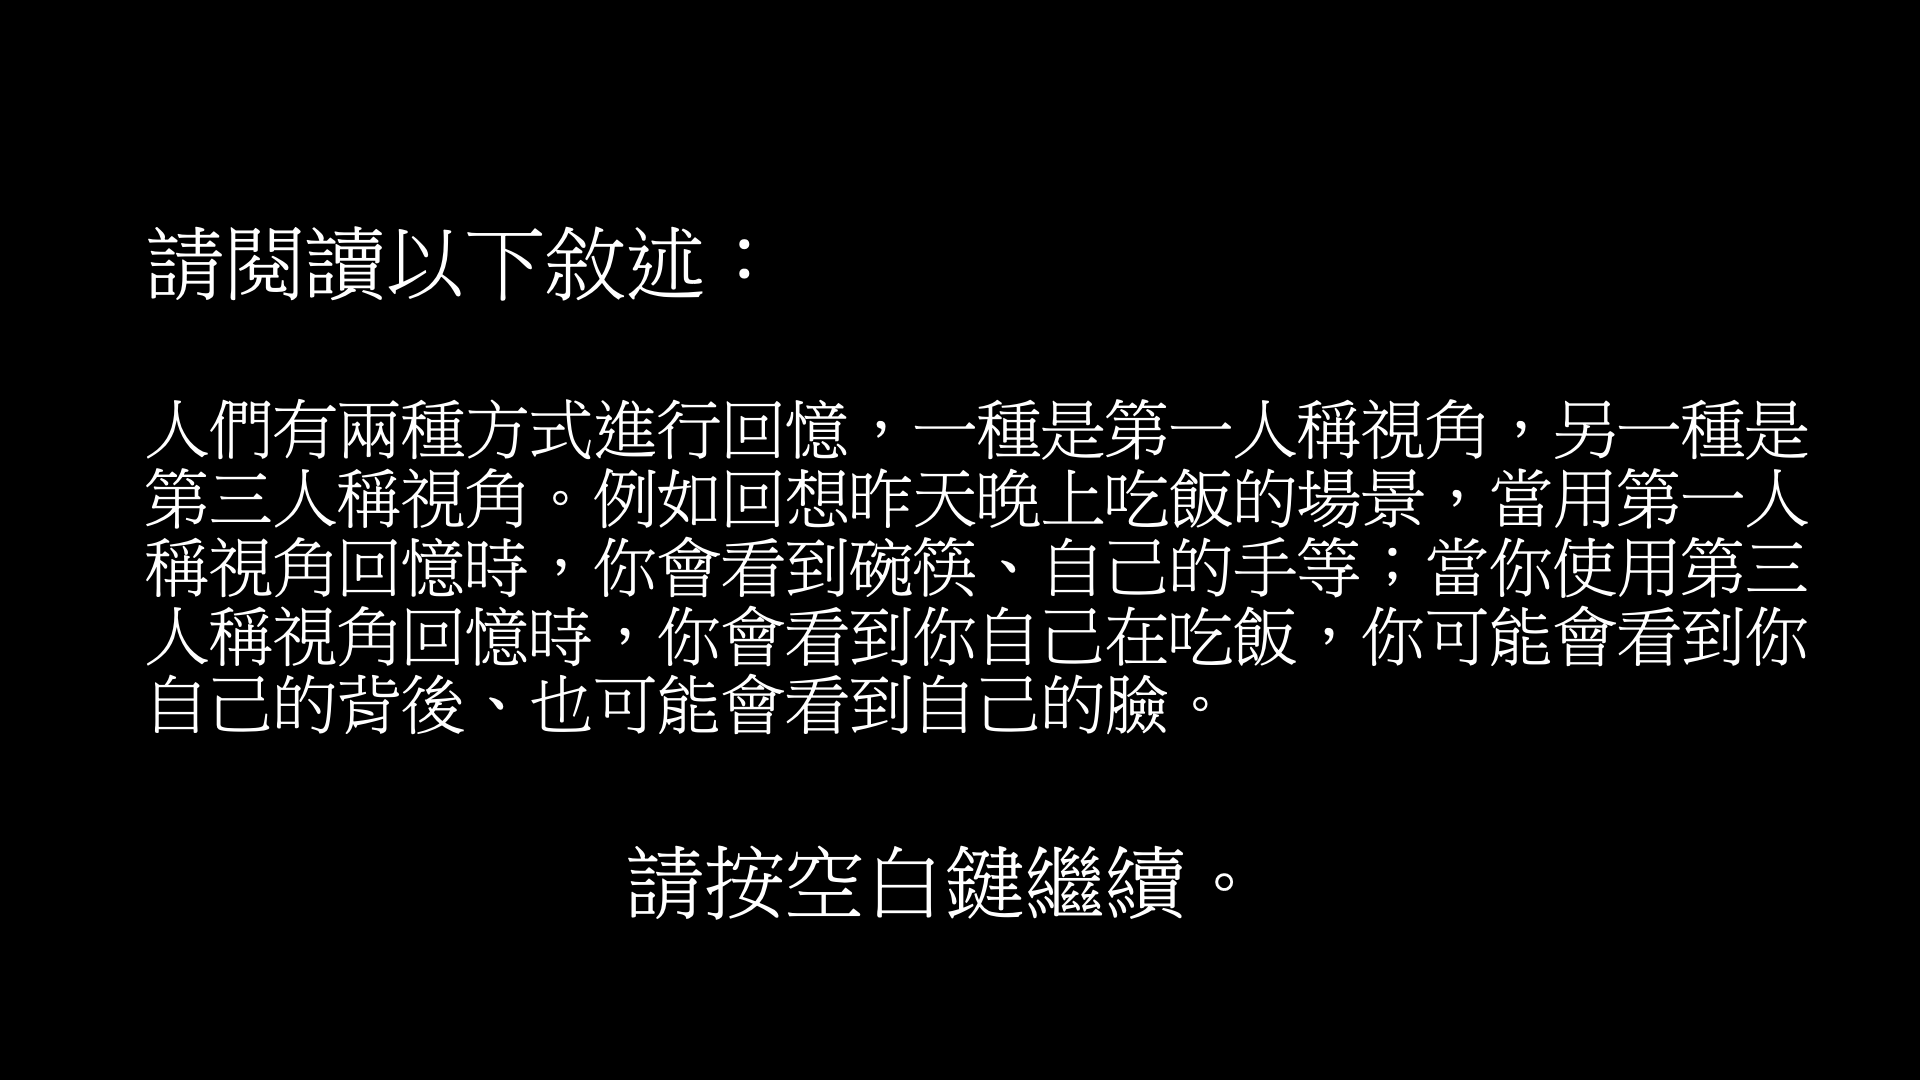 請閱讀以下敘述：
人們有兩種方式進行回憶，一種是第一人稱視角，另一種是
第三人稱視角。例如回想昨天晚上吃飯的場景，當用第一人
稱視角回憶時，你會看到碗筷、自己的手等；當你使用第三
人稱視角回憶時，你會看到你自己在吃飯，你可能會看到你
自己的背後、也可能會看到自己的臉。
請按空白鍵繼續。